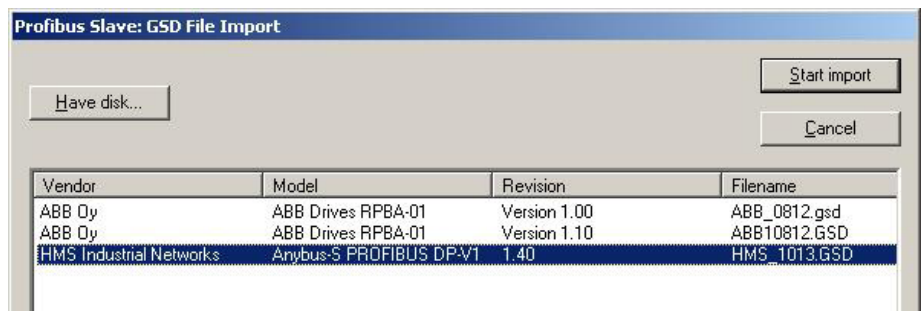 Profibus Slave: GSD File Import
Start import
Have disk...
Cancel
Vendor Model Revision Filename
ABB Oy ABB Drives RPBA-01 Version 1.00 ABB_0812.gsd
ABB Oy ABB Drives RPBA-01 Version 1.10 ABB10812.GSD
HMS Industrial Networks Anybus-S PROFIBUS DP-V1 1.40 HMS_1013.GSD